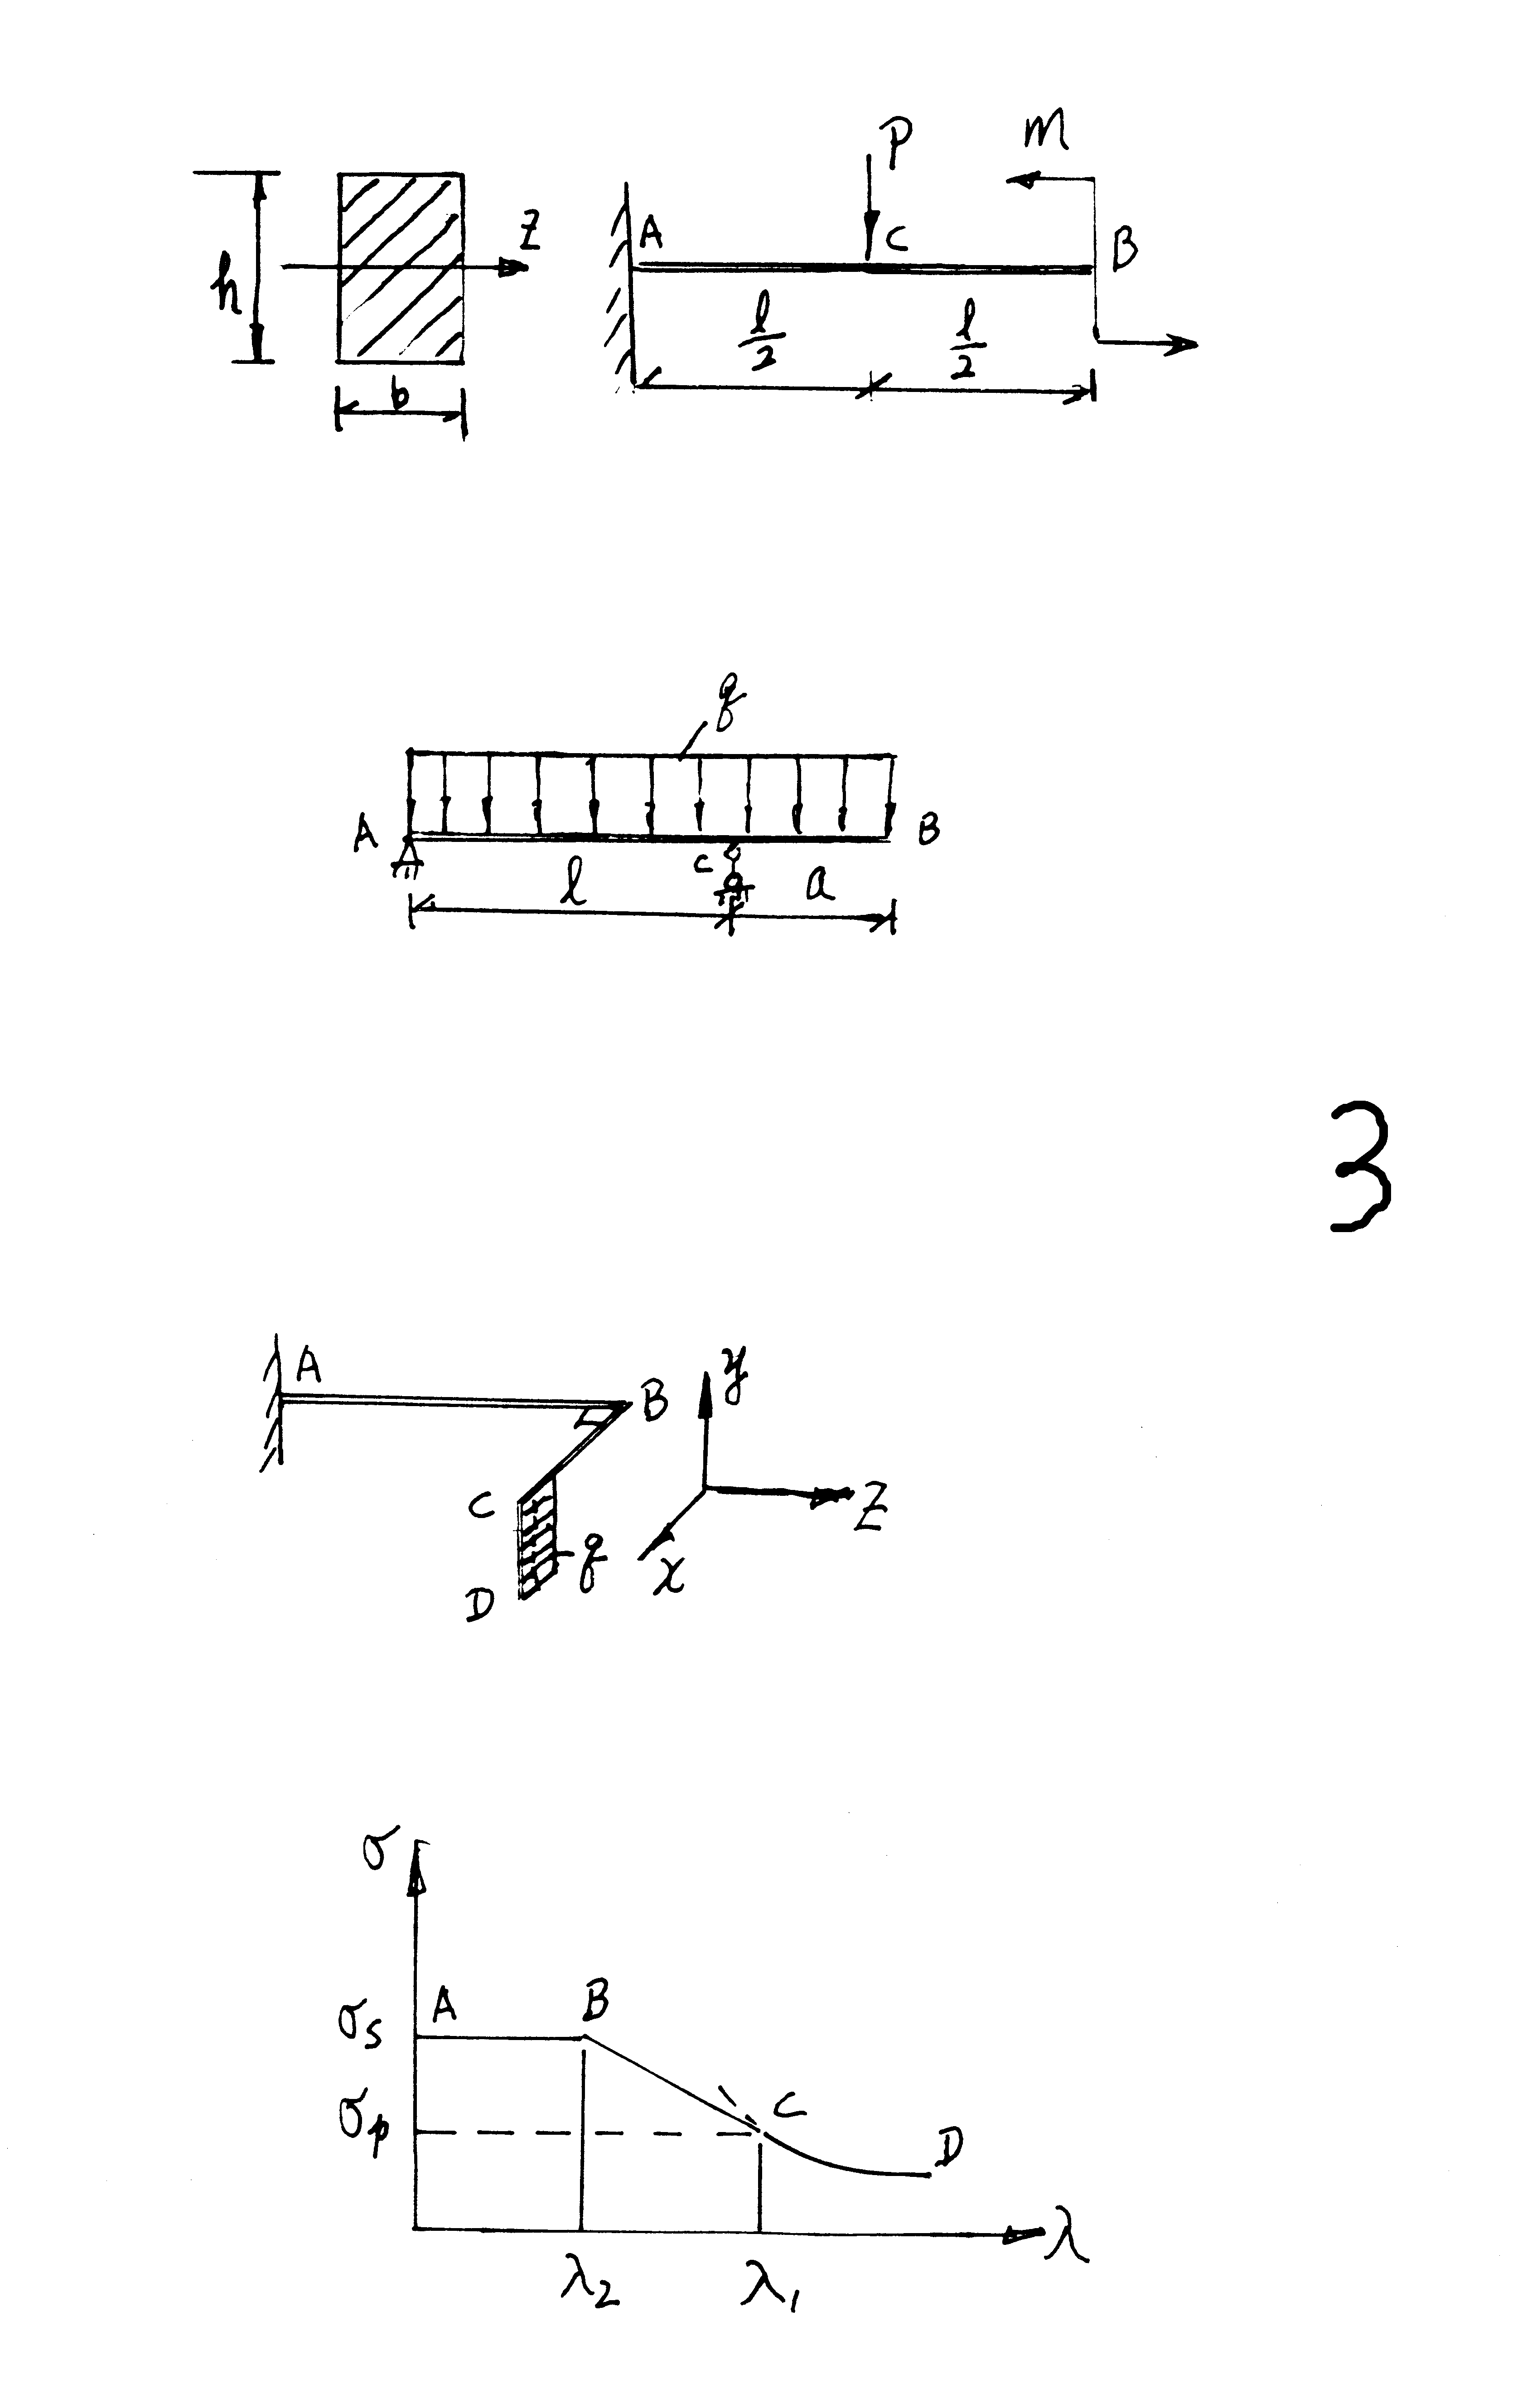 P m
A C B
z
h
l/2 l/2
b
q
A B
C
l a
3
A B
y
z
x
C
q
D
σ
A B
σs
σp C
D
λ
λ2 λ1